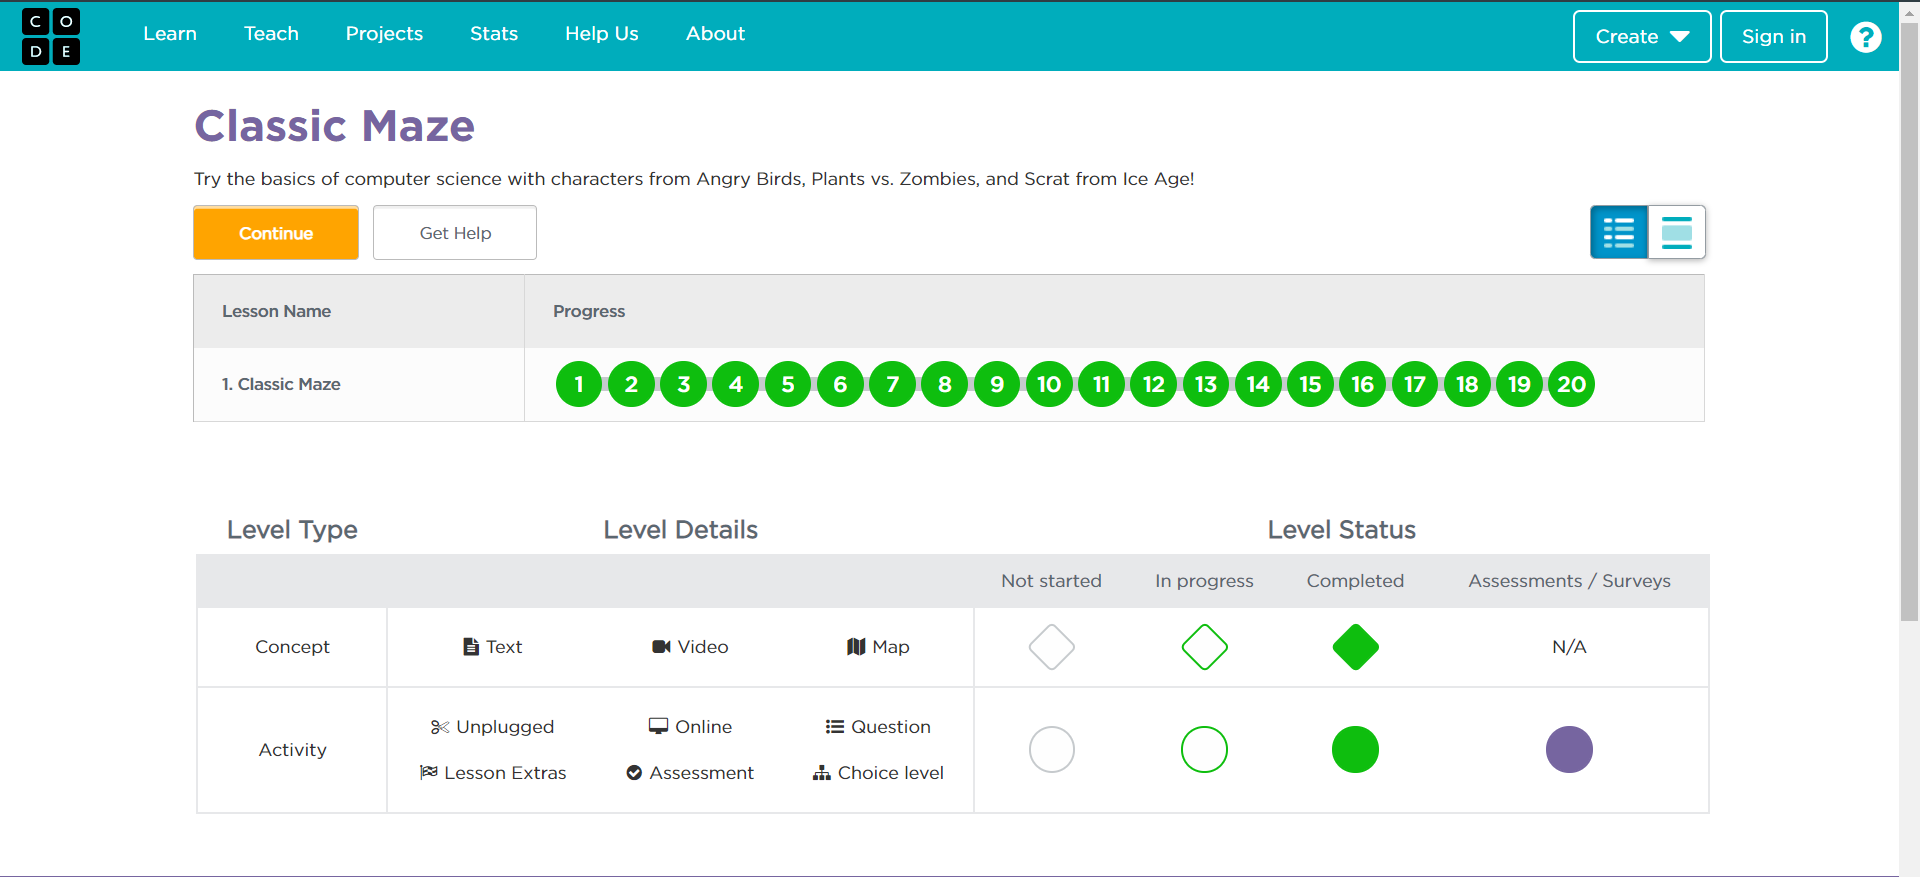 C O
D E
Learn Teach Projects Stats Help Us About Create Sign in ?
Classic Maze
Try the basics of computer science with characters from Angry Birds, Plants vs. Zombies, and Scrat from Ice Age!
Continue Get Help
Lesson Name Progress
1. Classic Maze 1 2 3 4 5 6 7 8 9 10 11 12 13 14 15 16 17 18 19 20
Level Type Level Details Level Status
Not started In progress Completed Assessments / Surveys
Concept Text Video Map N/A
Unplugged Online Question
Activity
Lesson Extras Assessment Choice level